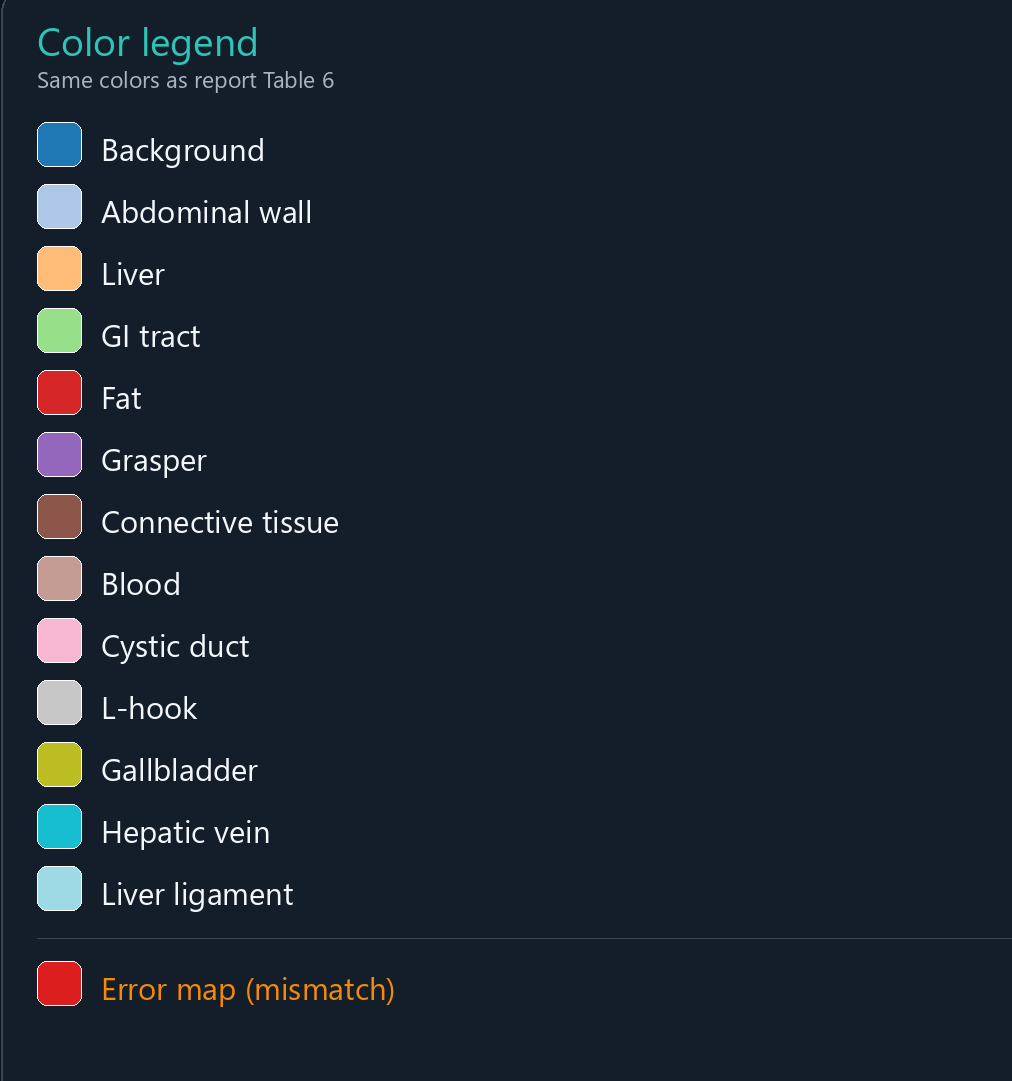 Color legend
Same colors as report Table 6
Background
Abdominal wall
Liver
GI tract
Fat
Grasper
Connective tissue
Blood
Cystic duct
L-hook
Gallbladder
Hepatic vein
Liver ligament
Error map (mismatch)